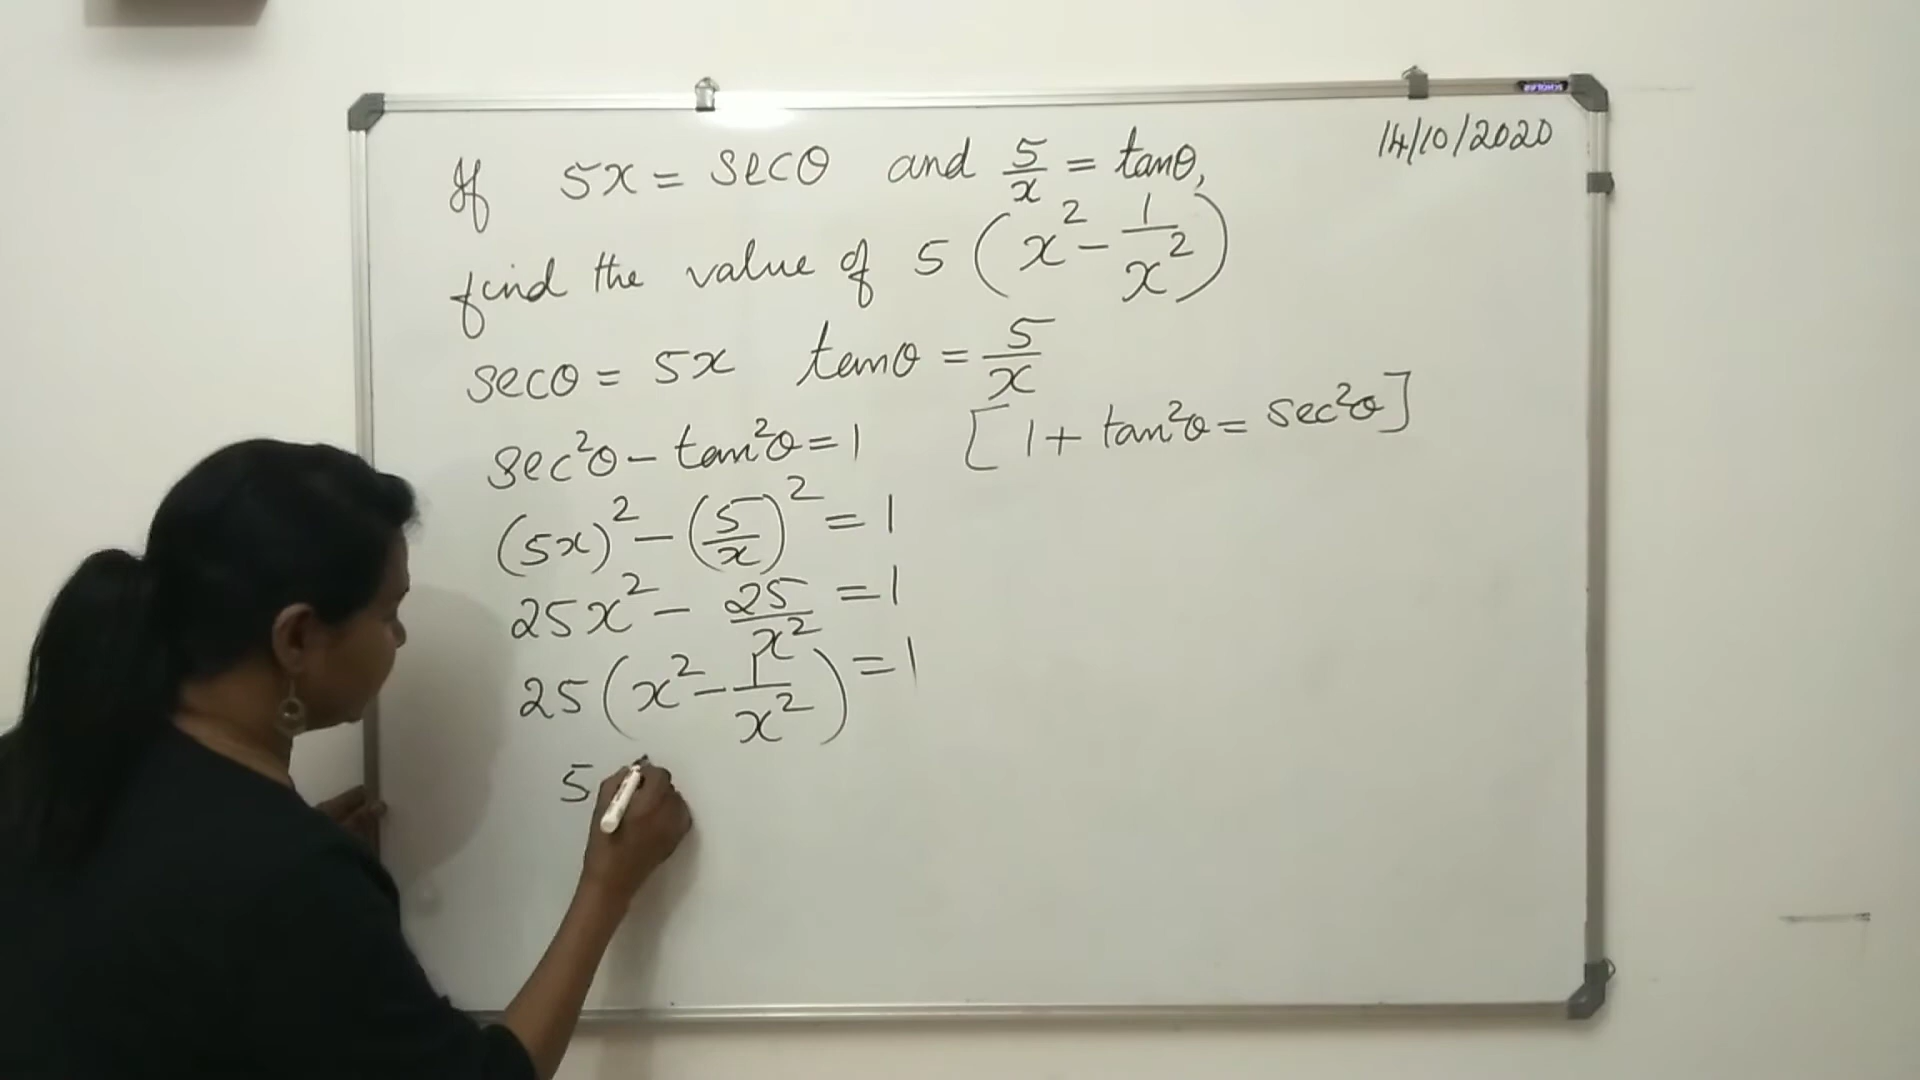 14/10/2020
If 5x = secθ and 5/x = tanθ,
find the value of 5 (x² - 1/x²)
secθ = 5x tanθ = 5/x
sec²θ - tan²θ = 1 [1 + tan²θ = sec²θ]
(5x)² - (5/x)² = 1
25x² - 25/x² = 1
25 (x² - 1/x²) = 1
5